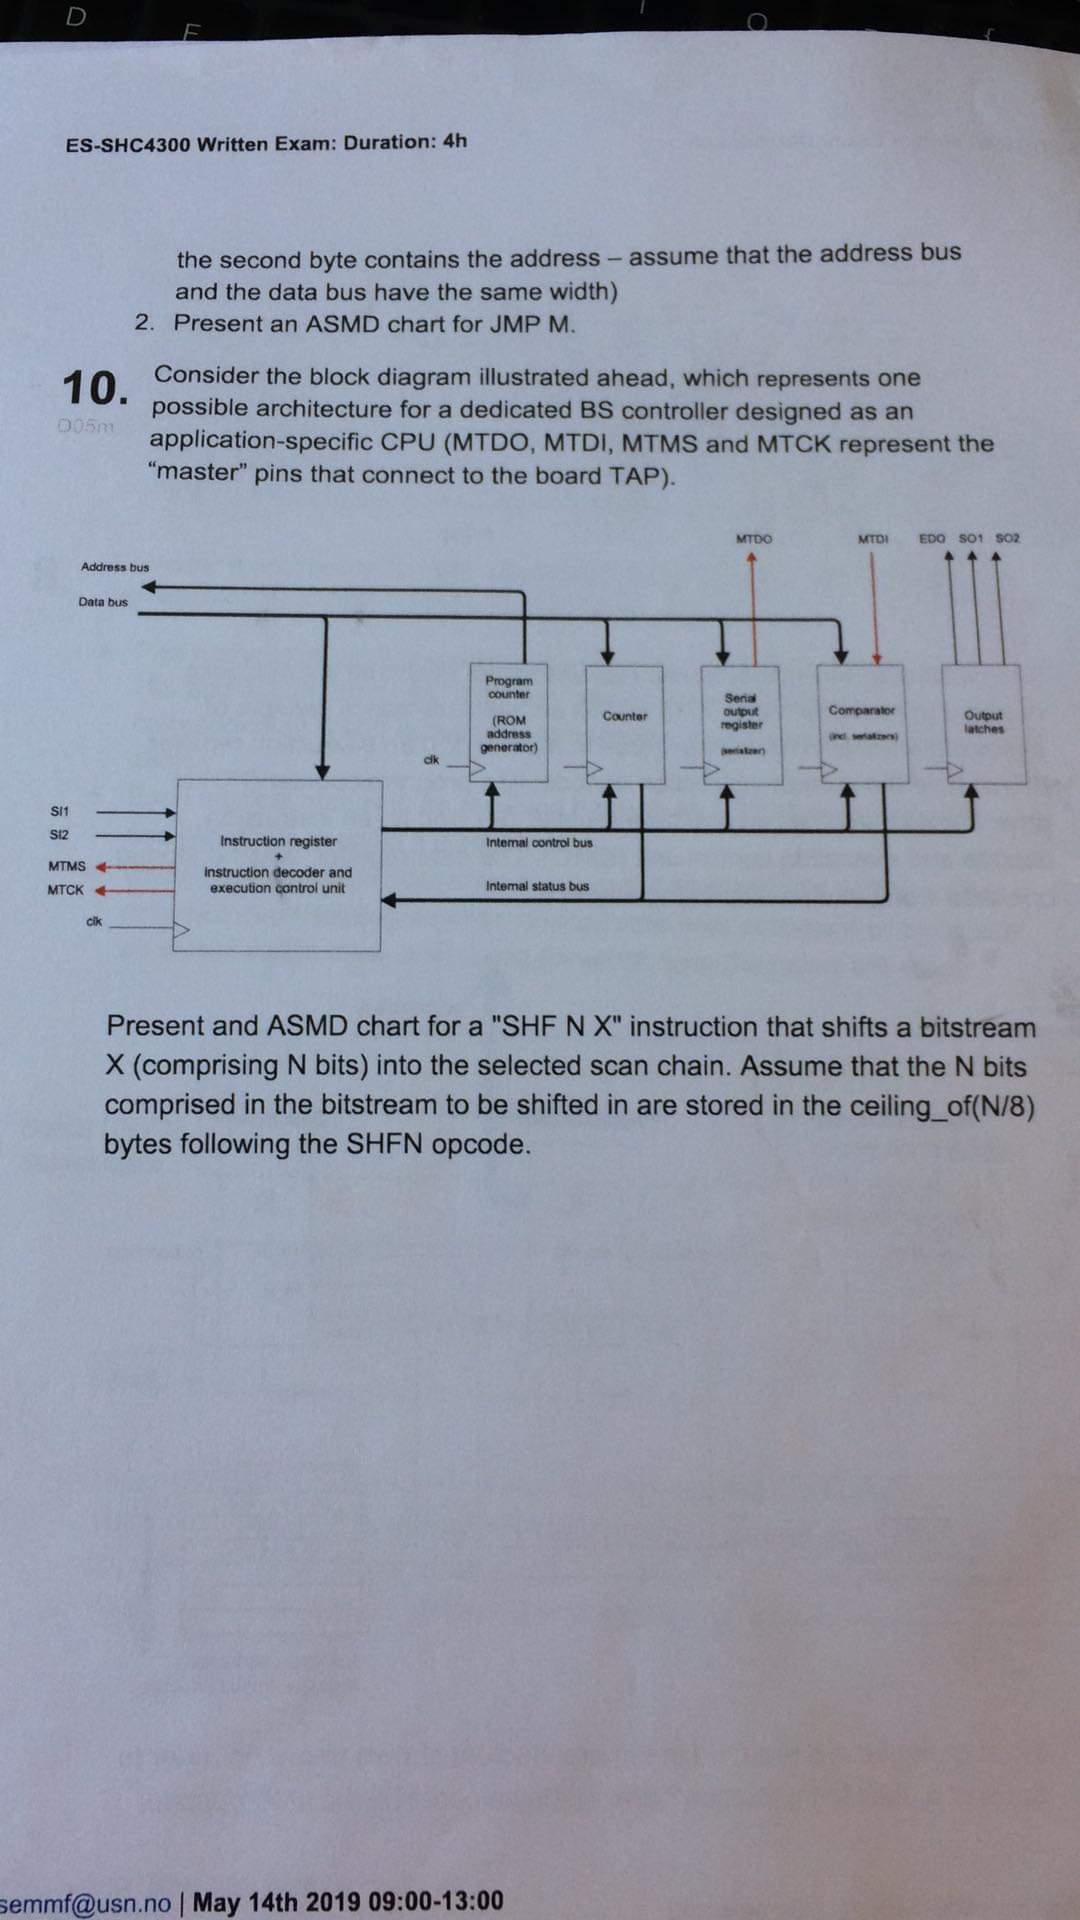 D
F
O
ES-SHC4300 Written Exam: Duration: 4h
the second byte contains the address – assume that the address bus
and the data bus have the same width)
2. Present an ASMD chart for JMP M.
10.
O05m
Consider the block diagram illustrated ahead, which represents one
possible architecture for a dedicated BS controller designed as an
application-specific CPU (MTDO, MTDI, MTMS and MTCK represent the
“master” pins that connect to the board TAP).
MTDO MTDI EDO SO1 SO2
Address bus
Data bus
Program
counter
(ROM
address
generator)
clk
Counter
Serial
output
register
(serializer)
Comparator
(incl. serializers)
Output
latches
SI1
SI2
MTMS
MTCK
clk
Instruction register
+
Instruction decoder and
execution control unit
Internal control bus
Internal status bus
Present and ASMD chart for a "SHF N X" instruction that shifts a bitstream
X (comprising N bits) into the selected scan chain. Assume that the N bits
comprised in the bitstream to be shifted in are stored in the ceiling_of(N/8)
bytes following the SHFN opcode.
semmf@usn.no | May 14th 2019 09:00-13:00